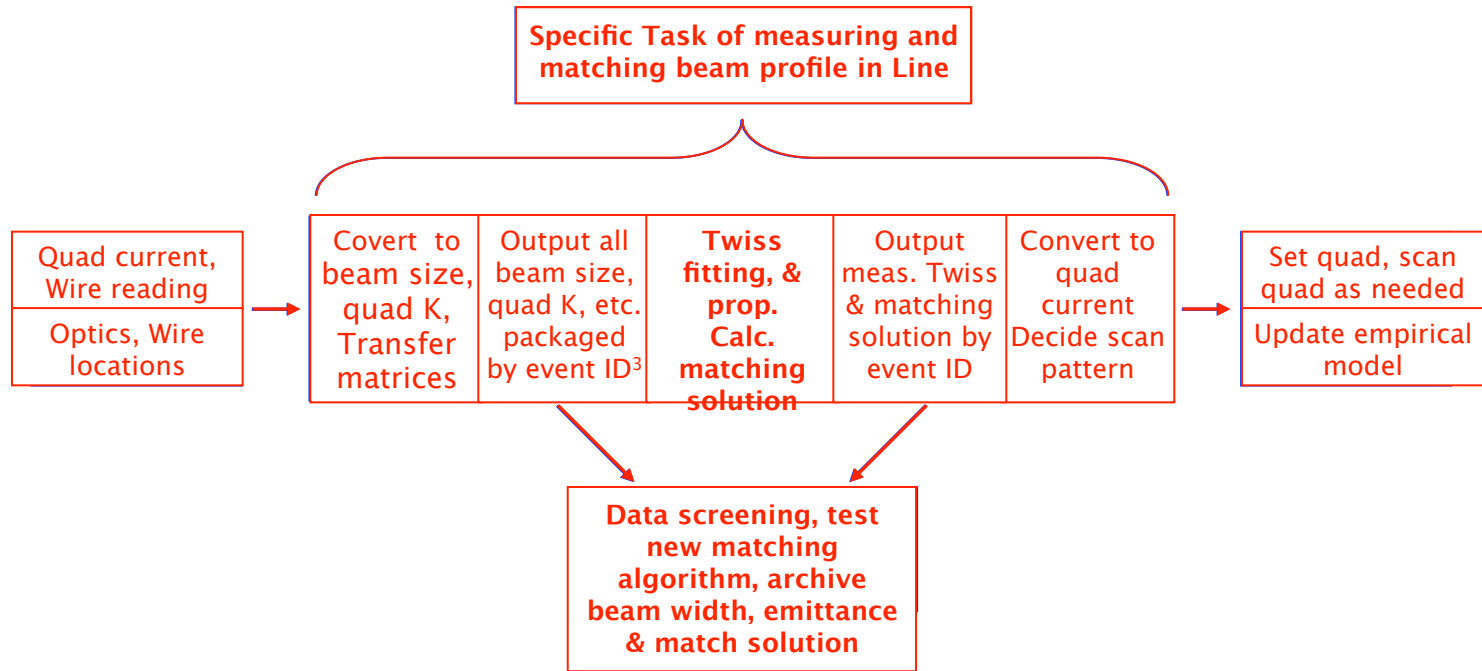 Specific Task of measuring and
matching beam profile in Line
Quad current,
Wire reading
Optics, Wire
locations
Covert to
beam size,
quad K,
Transfer
matrices
Output all
beam size,
quad K, etc.
packaged
by event ID³
Twiss
fitting, &
prop.
Calc.
matching
solution
Output
meas. Twiss
& matching
solution by
event ID
Convert to
quad
current
Decide scan
pattern
Set quad, scan
quad as needed
Update empirical
model
Data screening, test
new matching
algorithm, archive
beam width, emittance
& match solution